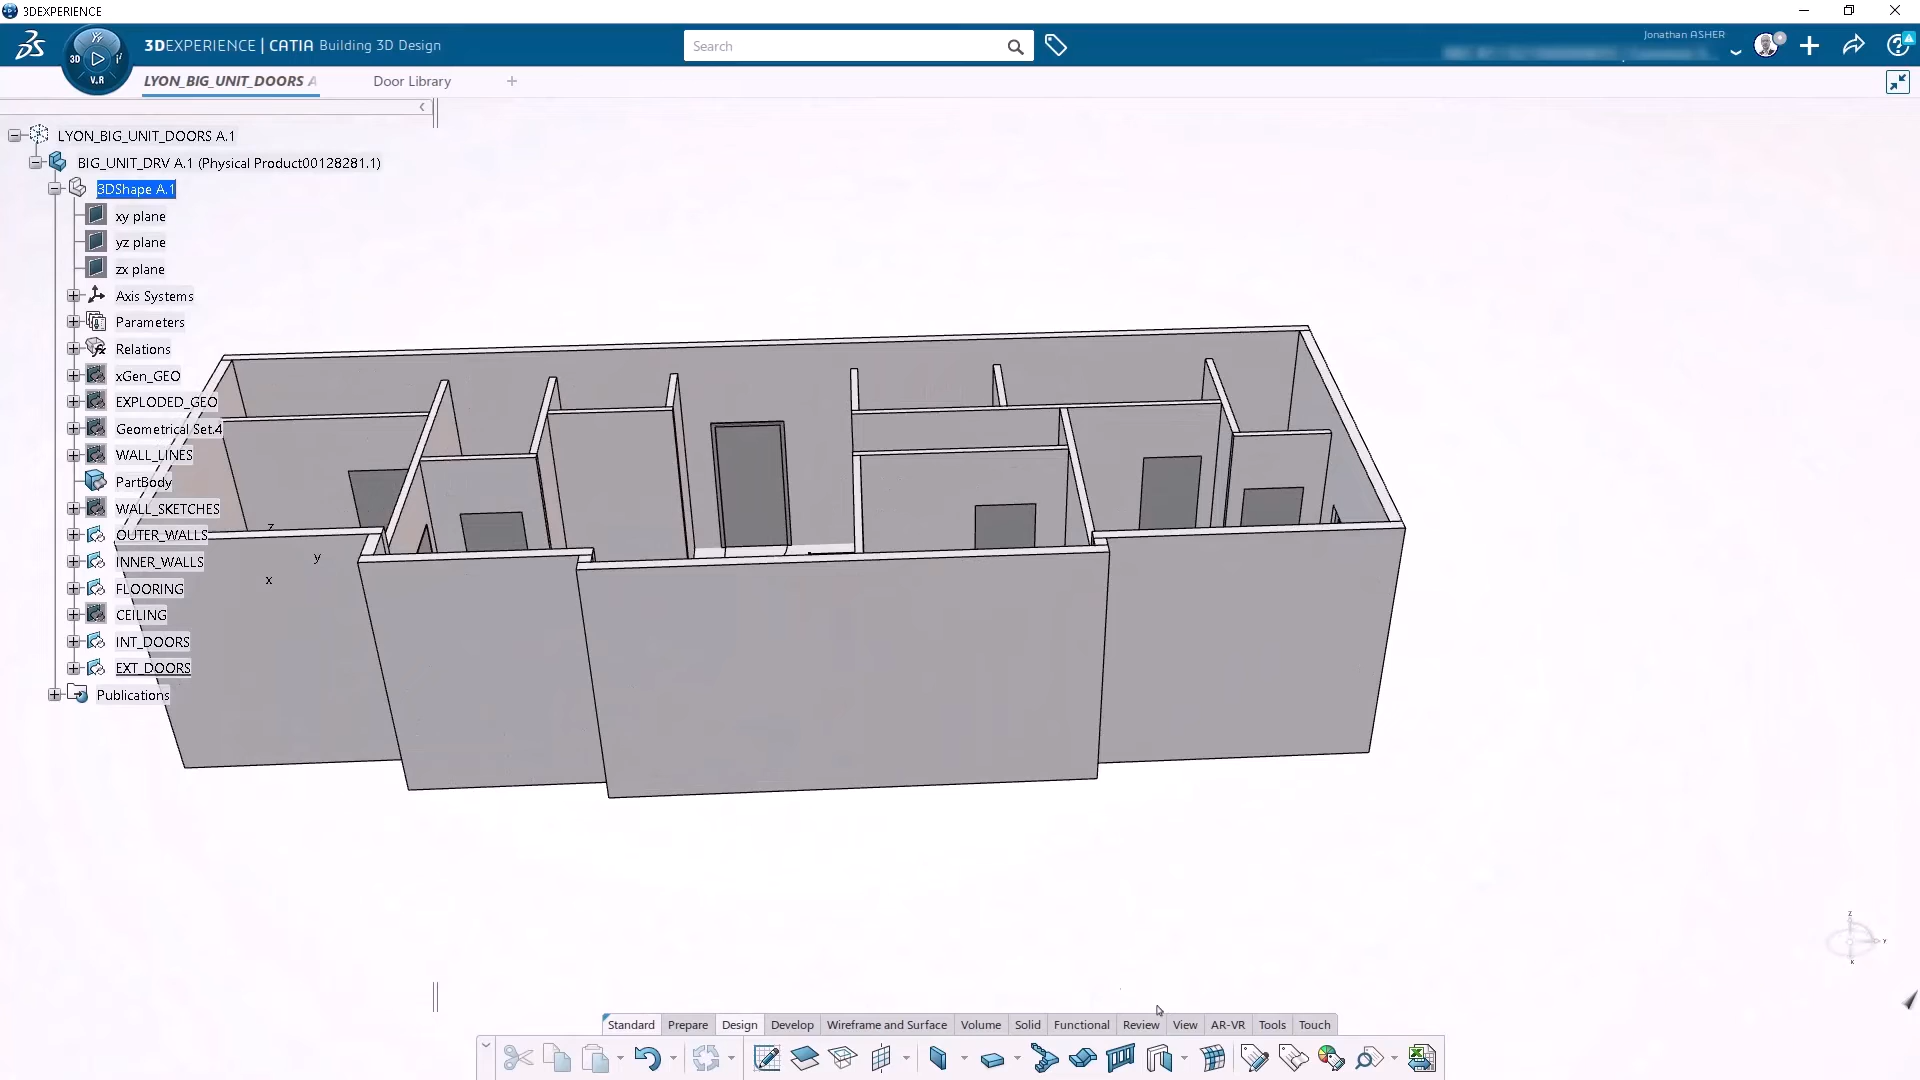 3DEXPERIENCE
3DEXPERIENCE | CATIA Building 3D Design
Search
Jonathan ASHER
3D
V.R
LYON_BIG_UNIT_DOORS A
Door Library
LYON_BIG_UNIT_DOORS A.1
BIG_UNIT_DRV A.1 (Physical Product00128281.1)
3DShape A.1
xy plane
yz plane
zx plane
Axis Systems
Parameters
Relations
xGen_GEO
EXPLODED_GEO
Geometrical Set.4
WALL_LINES
PartBody
WALL_SKETCHES
OUTER_WALLS
INNER_WALLS
FLOORING
CEILING
INT_DOORS
EXT_DOORS
Publications
z
y
x
z
Y
x
Standard
Prepare
Design
Develop
Wireframe and Surface
Volume
Solid
Functional
Review
View
AR-VR
Tools
Touch